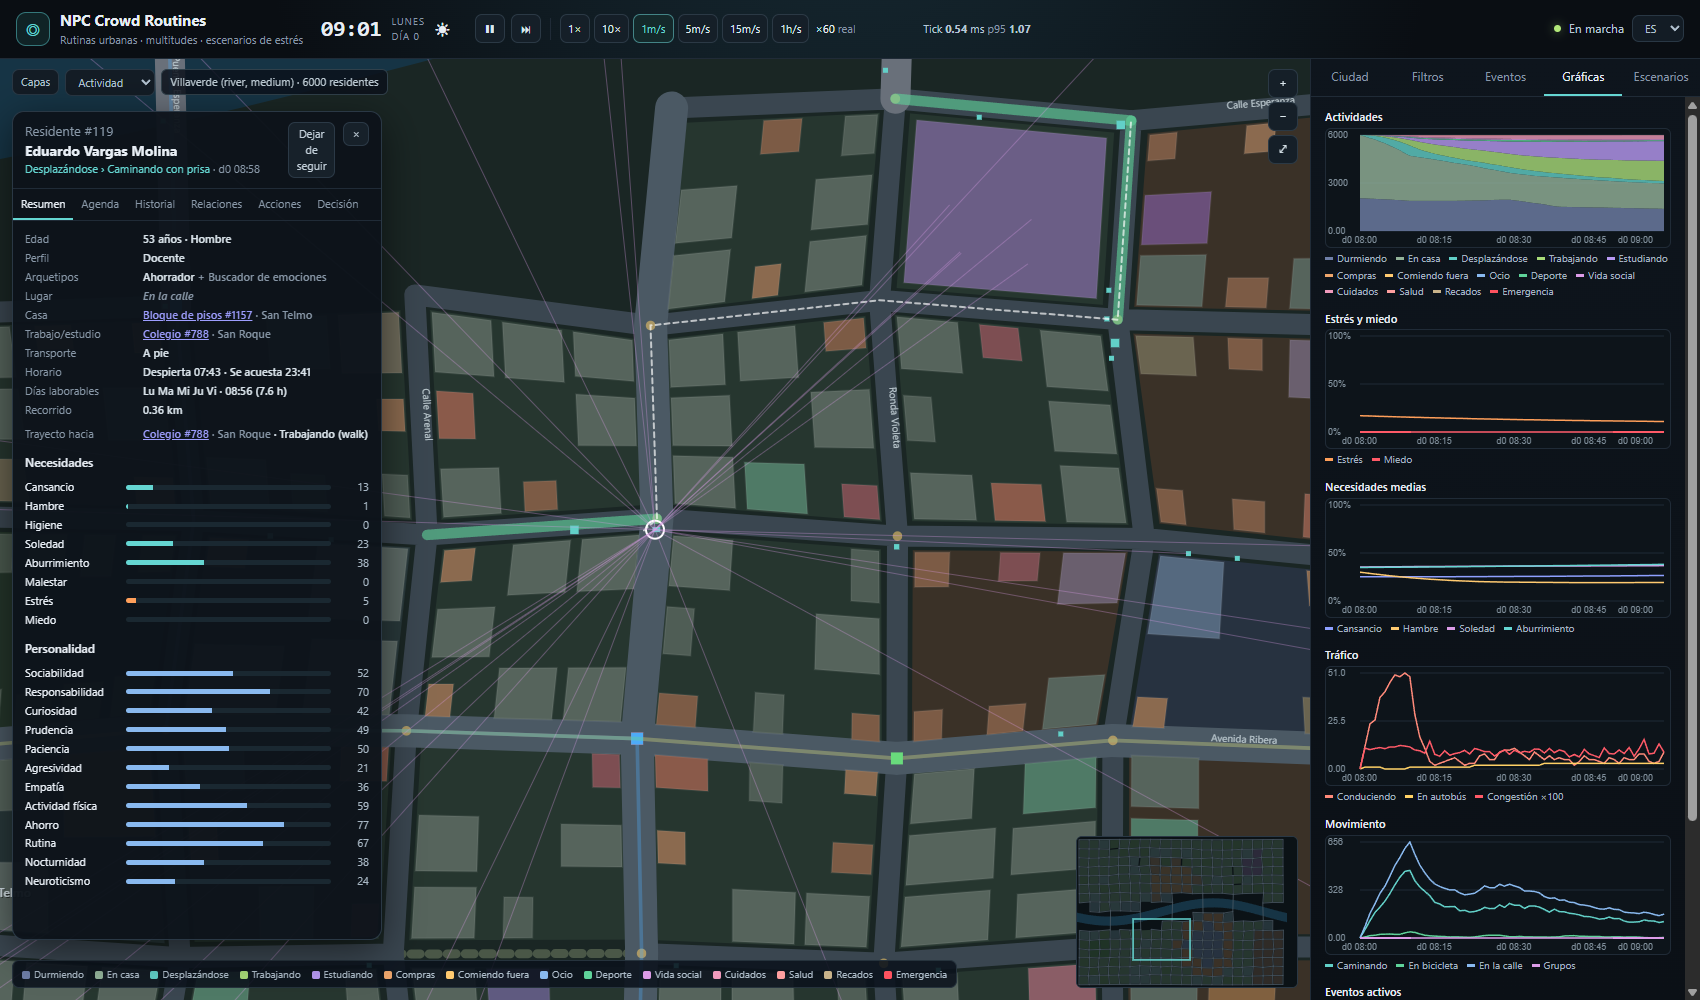 NPC Crowd Routines
Rutinas urbanas · multitudes · escenarios de estrés
09:01
LUNES
DÍA 0
1×
10×
1m/s
5m/s
15m/s
1h/s
×60 real
Tick 0.54 ms p95 1.07
En marcha
ES
Capas
Actividad
Villaverde (river, medium) · 6000 residentes
Residente #119
Eduardo Vargas Molina
Desplazándose › Caminando con prisa · d0 08:58
Dejar de seguir
×
Resumen
Agenda
Historial
Relaciones
Acciones
Decisión
Edad 53 años · Hombre
Perfil Docente
Arquetipos Ahorrador + Buscador de emociones
Lugar En la calle
Casa Bloque de pisos #1157 · San Telmo
Trabajo/estudio Colegio #788 · San Roque
Transporte A pie
Horario Despierta 07:43 · Se acuesta 23:41
Días laborables Lu Ma Mi Ju Vi · 08:56 (7.6 h)
Recorrido 0.36 km
Trayecto hacia Colegio #788 · San Roque · Trabajando (walk)
Necesidades
Cansancio 13
Hambre 1
Higiene 0
Soledad 23
Aburrimiento 38
Malestar 0
Estrés 5
Miedo 0
Personalidad
Sociabilidad 52
Responsabilidad 70
Curiosidad 42
Prudencia 49
Paciencia 50
Agresividad 21
Empatía 36
Actividad física 59
Ahorro 77
Rutina 67
Nocturnidad 38
Neuroticismo 24
Calle Esperanza
Calle Arenal
Ronda Violeta
Avenida Ribera
+
−
Durmiendo En casa Desplazándose Trabajando Estudiando Compras Comiendo fuera Ocio Deporte Vida social Cuidados Salud Recados Emergencia
Ciudad
Filtros
Eventos
Gráficas
Escenarios
Actividades
6000
3000
0.00
d0 08:00 d0 08:15 d0 08:30 d0 08:45 d0 09:00
Durmiendo En casa Desplazándose Trabajando Estudiando
Compras Comiendo fuera Ocio Deporte Vida social
Cuidados Salud Recados Emergencia
Estrés y miedo
100%
50%
0%
d0 08:00 d0 08:15 d0 08:30 d0 08:45 d0 09:00
Estrés Miedo
Necesidades medias
100%
50%
0%
d0 08:00 d0 08:15 d0 08:30 d0 08:45 d0 09:00
Cansancio Hambre Soledad Aburrimiento
Tráfico
51.0
25.5
0.00
d0 08:00 d0 08:15 d0 08:30 d0 08:45 d0 09:00
Conduciendo En autobús Congestión ×100
Movimiento
656
328
0.00
d0 08:00 d0 08:15 d0 08:30 d0 08:45 d0 09:00
Caminando En bicicleta En la calle Grupos
Eventos activos